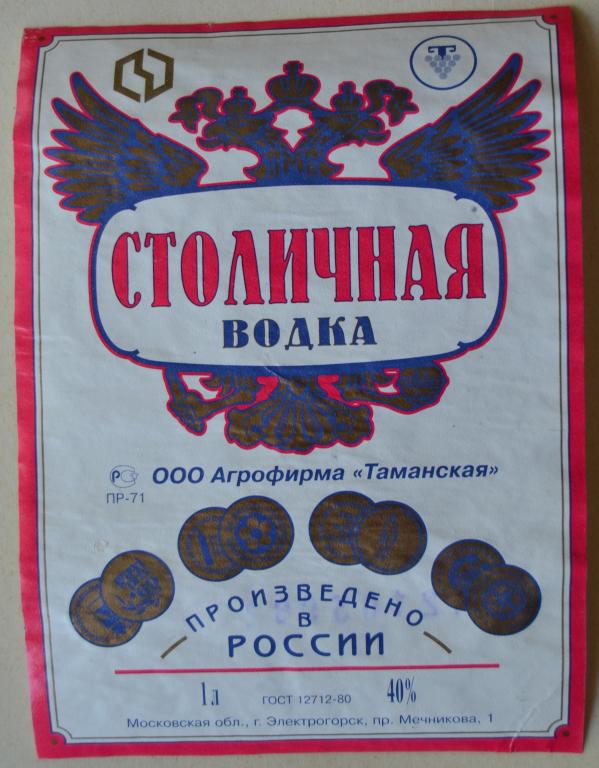 СТОЛИЧНАЯ
ВОДКА
ООО Агрофирма «Таманская»
ПР-71
ПРОИЗВЕДЕНО
В
РОССИИ
1 л ГОСТ 12712-80 40%
Московская обл., г. Электрогорск, пр. Мечникова, 1